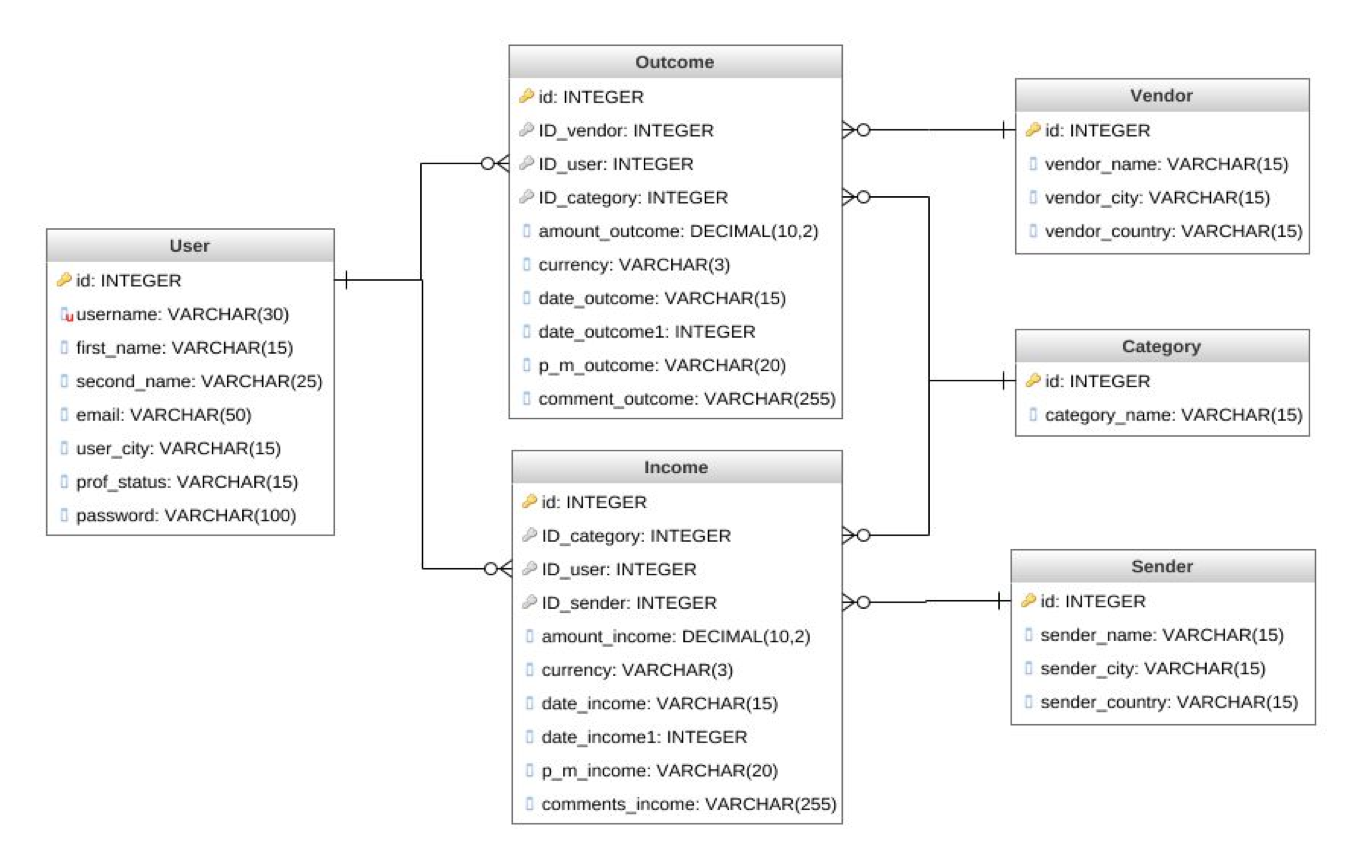 User
id: INTEGER
username: VARCHAR(30)
first_name: VARCHAR(15)
second_name: VARCHAR(25)
email: VARCHAR(50)
user_city: VARCHAR(15)
prof_status: VARCHAR(15)
password: VARCHAR(100)
Outcome
id: INTEGER
ID_vendor: INTEGER
ID_user: INTEGER
ID_category: INTEGER
amount_outcome: DECIMAL(10,2)
currency: VARCHAR(3)
date_outcome: VARCHAR(15)
date_outcome1: INTEGER
p_m_outcome: VARCHAR(20)
comment_outcome: VARCHAR(255)
Income
id: INTEGER
ID_category: INTEGER
ID_user: INTEGER
ID_sender: INTEGER
amount_income: DECIMAL(10,2)
currency: VARCHAR(3)
date_income: VARCHAR(15)
date_income1: INTEGER
p_m_income: VARCHAR(20)
comments_income: VARCHAR(255)
Vendor
id: INTEGER
vendor_name: VARCHAR(15)
vendor_city: VARCHAR(15)
vendor_country: VARCHAR(15)
Category
id: INTEGER
category_name: VARCHAR(15)
Sender
id: INTEGER
sender_name: VARCHAR(15)
sender_city: VARCHAR(15)
sender_country: VARCHAR(15)